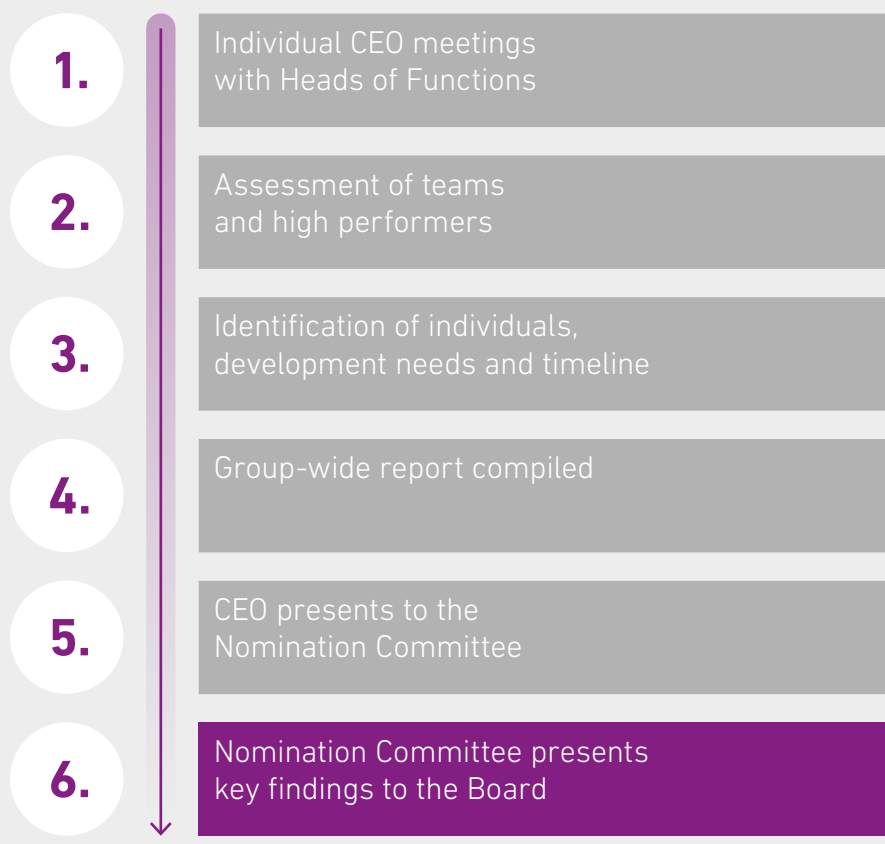 1.
Individual CEO meetings
with Heads of Functions
2.
Assessment of teams
and high performers
3.
Identification of individuals,
development needs and timeline
4.
Group-wide report compiled
5.
CEO presents to the
Nomination Committee
6.
Nomination Committee presents
key findings to the Board